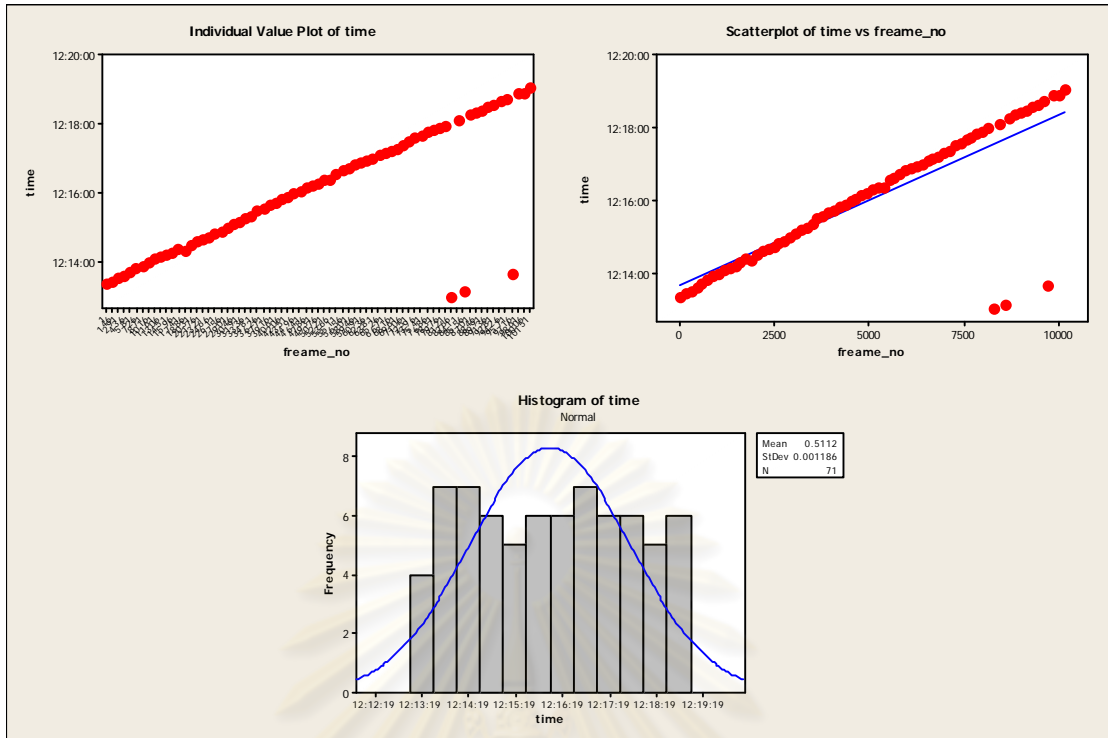 Individual Value Plot of time
12:20:00
12:18:00
12:16:00
12:14:00
time
freame_no
Scatterplot of time vs freame_no
12:20:00
12:18:00
12:16:00
12:14:00
time
0 2500 5000 7500 10000
freame_no
Histogram of time
Normal
Mean 0.5112
StDev 0.001186
N 71
8
6
4
2
0
Frequency
12:12:19 12:13:19 12:14:19 12:15:19 12:16:19 12:17:19 12:18:19 12:19:19
time